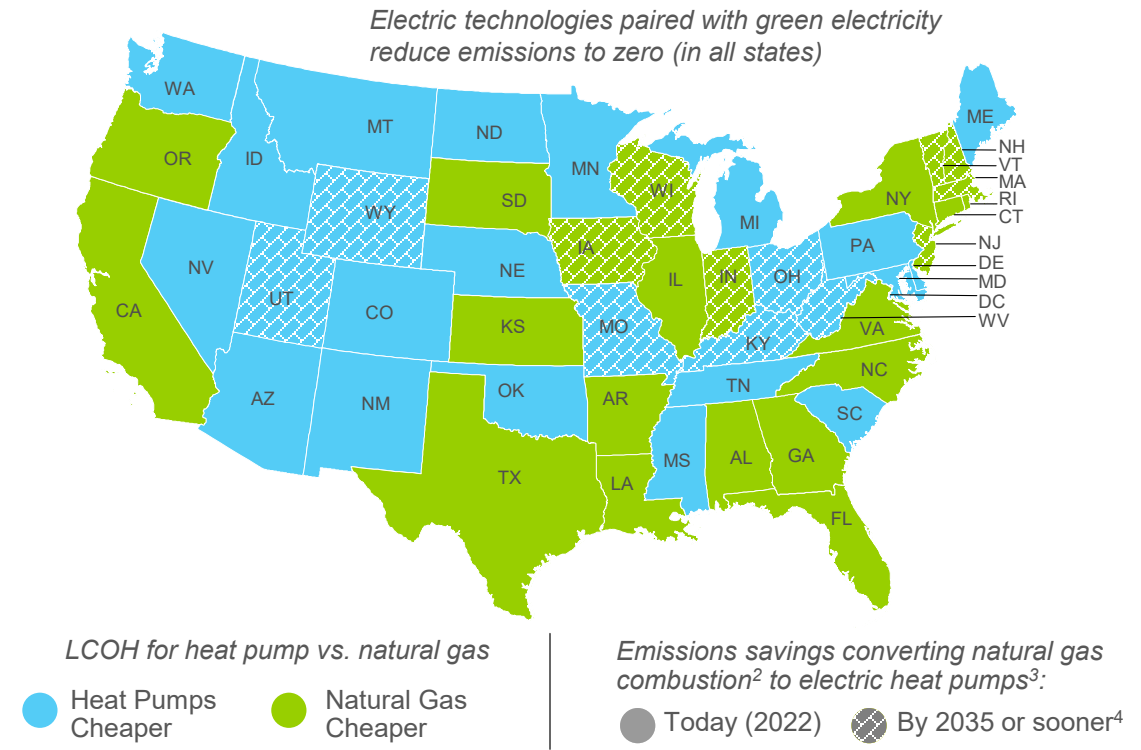 Electric technologies paired with green electricity
reduce emissions to zero (in all states)
WA
MT
ND
ME
OR
ID
MN
NH
VT
MA
RI
CT
WY
SD
WI
MI
NY
NV
UT
NE
IA
PA
NJ
DE
MD
DC
WV
CA
CO
KS
MO
IL
IN
OH
KY
VA
AZ
NM
OK
AR
TN
NC
SC
TX
LA
MS
AL
GA
FL
LCOH for heat pump vs. natural gas
Heat Pumps
Cheaper
Natural Gas
Cheaper
Emissions savings converting natural gas
combustion² to electric heat pumps³:
Today (2022)
By 2035 or sooner⁴